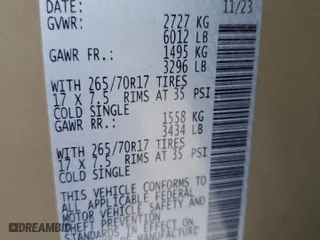 DATE 11/23
GVWR: 2727 KG
6012 LB
GAWR FR.: 1495 KG
3296 LB
WITH 265/70R17 TIRES
17 X 7.5 RIMS AT 35 PSI
COLD SINGLE
GAWR RR.: 1558 KG
3434 LB
WITH 265/70R17 TIRES
17 X 7.5 RIMS AT 35 PSI
COLD SINGLE
THIS VEHICLE CONFORMS TO
ALL APPLICABLE FEDERAL
MOTOR VEHICLE SAFETY AND
THEFT PREVENTION
STANDARDS IN EFFECT ON
MANUFACTURE
DREAMBID